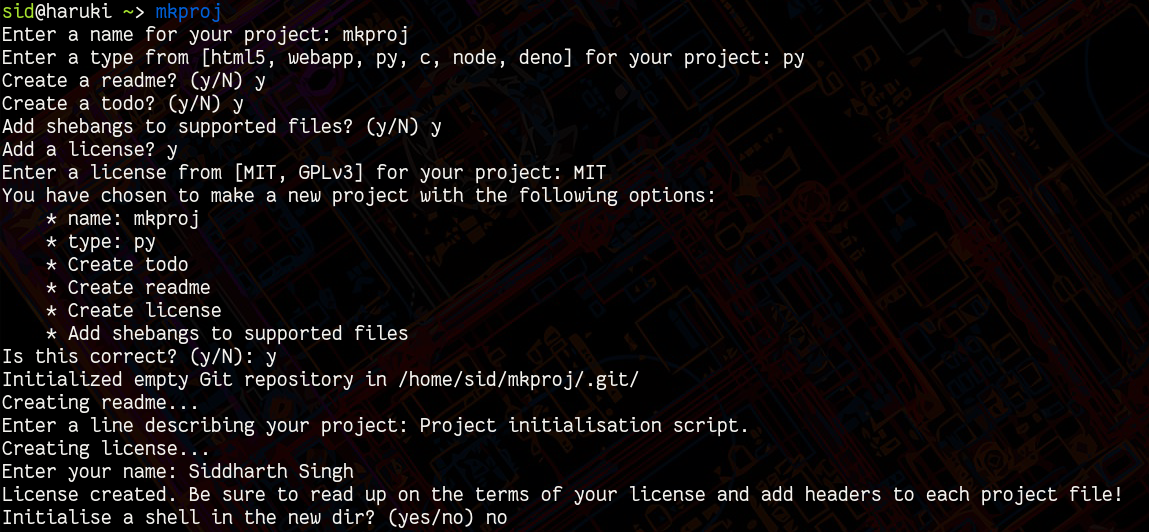 sid@haruki ~> mkproj
Enter a name for your project: mkproj
Enter a type from [html5, webapp, py, c, node, deno] for your project: py
Create a readme? (y/N) y
Create a todo? (y/N) y
Add shebangs to supported files? (y/N) y
Add a license? y
Enter a license from [MIT, GPLv3] for your project: MIT
You have chosen to make a new project with the following options:
    * name: mkproj
    * type: py
    * Create todo
    * Create readme
    * Create license
    * Add shebangs to supported files
Is this correct? (y/N): y
Initialized empty Git repository in /home/sid/mkproj/.git/
Creating readme...
Enter a line describing your project: Project initialisation script.
Creating license...
Enter your name: Siddharth Singh
License created. Be sure to read up on the terms of your license and add headers to each project file!
Initialise a shell in the new dir? (yes/no) no